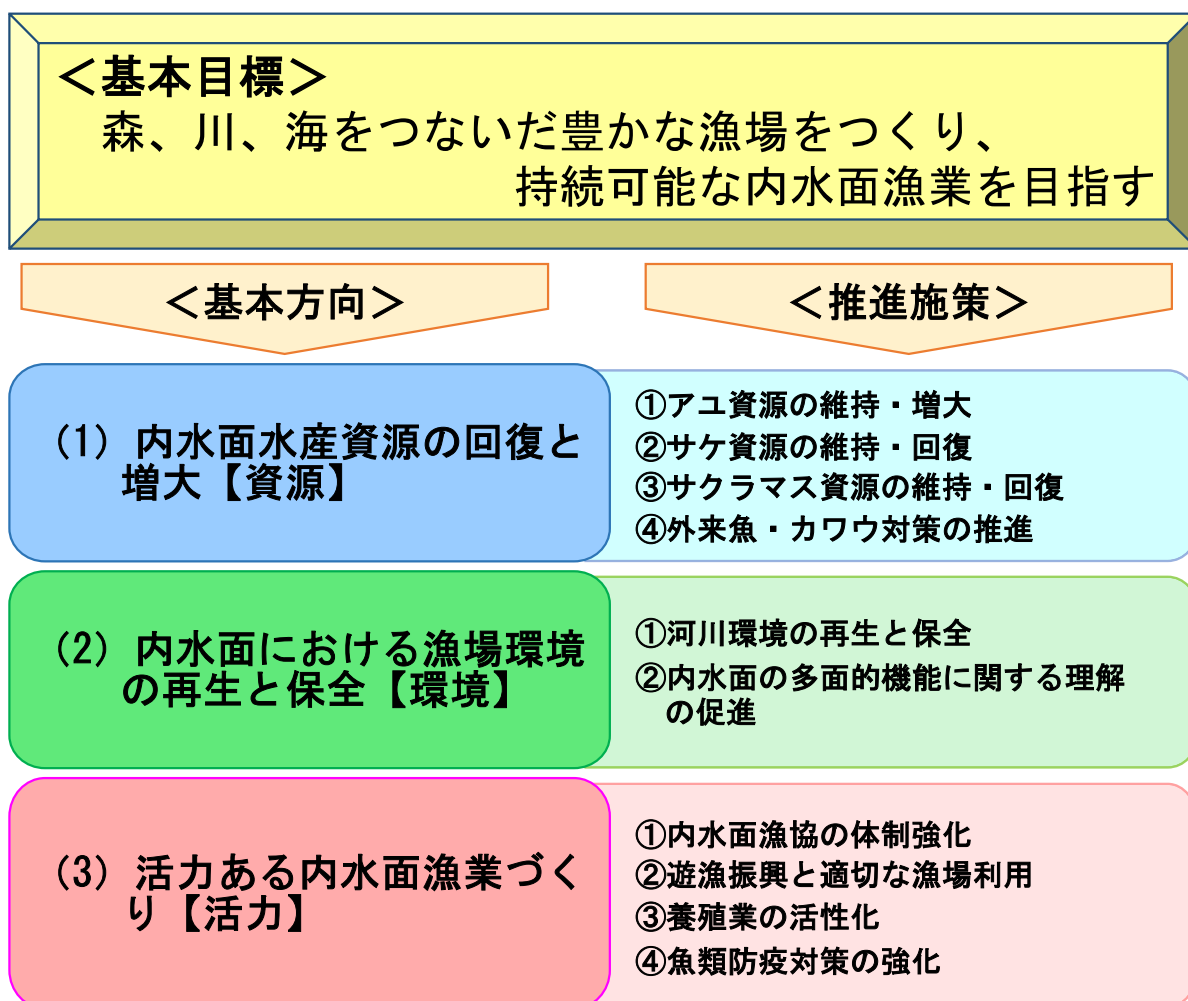 ＜基本目標＞
森、川、海をつないだ豊かな漁場をつくり、
持続可能な内水面漁業を目指す
＜基本方向＞
＜推進施策＞
(1) 内水面水産資源の回復と
増大【資源】
①アユ資源の維持・増大
②サケ資源の維持・回復
③サクラマス資源の維持・回復
④外来魚・カワウ対策の推進
(2) 内水面における漁場環境
の再生と保全【環境】
①河川環境の再生と保全
②内水面の多面的機能に関する理解
の促進
(3) 活力ある内水面漁業づく
り【活力】
①内水面漁協の体制強化
②遊漁振興と適切な漁場利用
③養殖業の活性化
④魚類防疫対策の強化